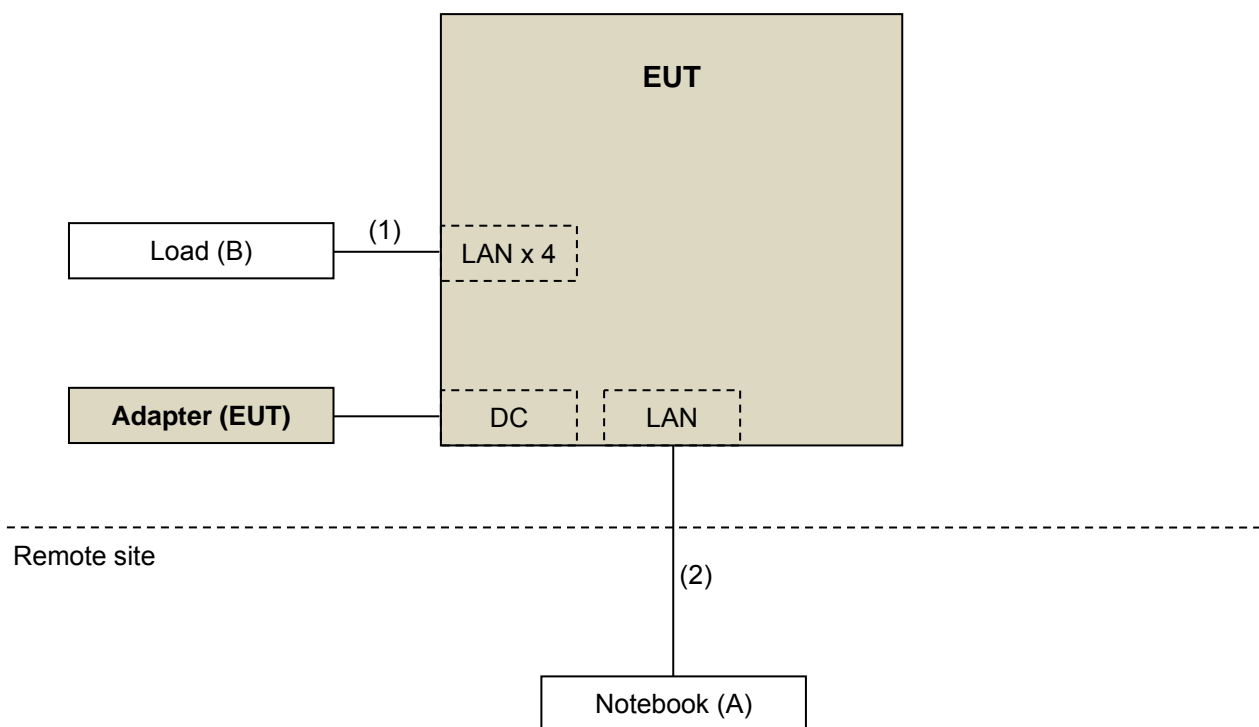 EUT
(1)
Load (B)
LAN x 4
Adapter (EUT)
DC
LAN
Remote site
(2)
Notebook (A)